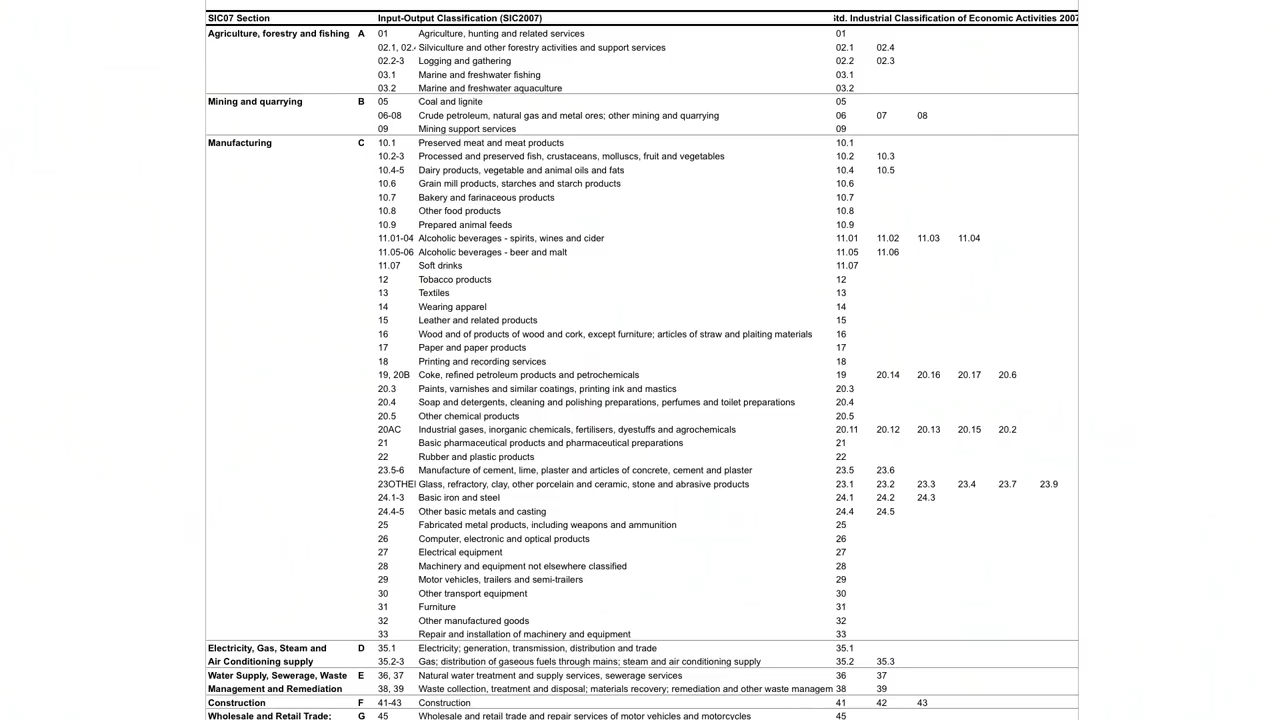 SIC07 Section Input-Output Classification (SIC2007) Std. Industrial Classification of Economic Activities 2007
Agriculture, forestry and fishing A 01 Agriculture, hunting and related services 01
02.1, 02. Silviculture and other forestry activities and support services 02.1 02.4
02.2-3 Logging and gathering 02.2 02.3
03.1 Marine and freshwater fishing 03.1
03.2 Marine and freshwater aquaculture 03.2
Mining and quarrying B 05 Coal and lignite 05
06-08 Crude petroleum, natural gas and metal ores; other mining and quarrying 06 07 08
09 Mining support services 09
Manufacturing C 10.1 Preserved meat and meat products 10.1
10.2-3 Processed and preserved fish, crustaceans, molluscs, fruit and vegetables 10.2 10.3
10.4-5 Dairy products, vegetable and animal oils and fats 10.4 10.5
10.6 Grain mill products, starches and starch products 10.6
10.7 Bakery and farinaceous products 10.7
10.8 Other food products 10.8
10.9 Prepared animal feeds 10.9
11.01-04 Alcoholic beverages - spirits, wines and cider 11.01 11.02 11.03 11.04
11.05-06 Alcoholic beverages - beer and malt 11.05 11.06
11.07 Soft drinks 11.07
12 Tobacco products 12
13 Textiles 13
14 Wearing apparel 14
15 Leather and related products 15
16 Wood and of products of wood and cork, except furniture; articles of straw and plaiting materials 16
17 Paper and paper products 17
18 Printing and recording services 18
19, 20B Coke, refined petroleum products and petrochemicals 19 20.14 20.16 20.17 20.6
20.3 Paints, varnishes and similar coatings, printing ink and mastics 20.3
20.4 Soap and detergents, cleaning and polishing preparations, perfumes and toilet preparations 20.4
20.5 Other chemical products 20.5
20AC Industrial gases, inorganic chemicals, fertilisers, dyestuffs and agrochemicals 20.11 20.12 20.13 20.15 20.2
21 Basic pharmaceutical products and pharmaceutical preparations 21
22 Rubber and plastic products 22
23.5-6 Manufacture of cement, lime, plaster and articles of concrete, cement and plaster 23.5 23.6
23OTHE Glass, refractory, clay, other porcelain and ceramic, stone and abrasive products 23.1 23.2 23.3 23.4 23.7 23.9
24.1-3 Basic iron and steel 24.1 24.2 24.3
24.4-5 Other basic metals and casting 24.4 24.5
25 Fabricated metal products, including weapons and ammunition 25
26 Computer, electronic and optical products 26
27 Electrical equipment 27
28 Machinery and equipment not elsewhere classified 28
29 Motor vehicles, trailers and semi-trailers 29
30 Other transport equipment 30
31 Furniture 31
32 Other manufactured goods 32
33 Repair and installation of machinery and equipment 33
Electricity, Gas, Steam and D 35.1 Electricity; generation, transmission, distribution and trade 35.1
Air Conditioning supply 35.2-3 Gas; distribution of gaseous fuels through mains; steam and air conditioning supply 35.2 35.3
Water Supply, Sewerage, Waste E 36, 37 Natural water treatment and supply services, sewerage services 36 37
Management and Remediation 38, 39 Waste collection, treatment and disposal; materials recovery; remediation and other waste managem 38 39
Construction F 41-43 Construction 41 42 43
Wholesale and Retail Trade; G 45 Wholesale and retail trade and repair services of motor vehicles and motorcycles 45